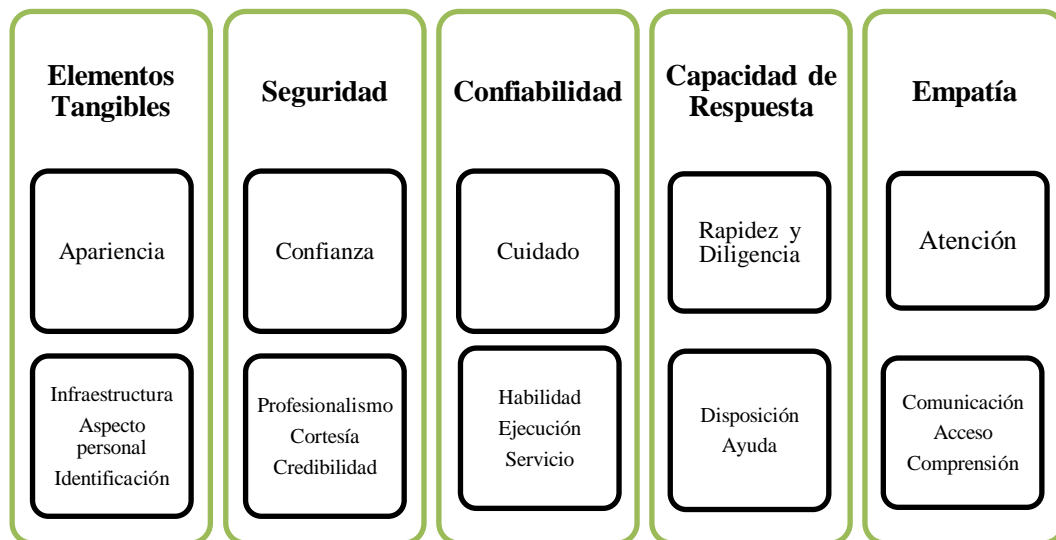 Elementos
Tangibles
Apariencia
Infraestructura
Aspecto
personal
Identificación
Seguridad
Confianza
Profesionalismo
Cortesía
Credibilidad
Confiabilidad
Cuidado
Habilidad
Ejecución
Servicio
Capacidad de
Respuesta
Rapidez y
Diligencia
Disposición
Ayuda
Empatía
Atención
Comunicación
Acceso
Comprensión